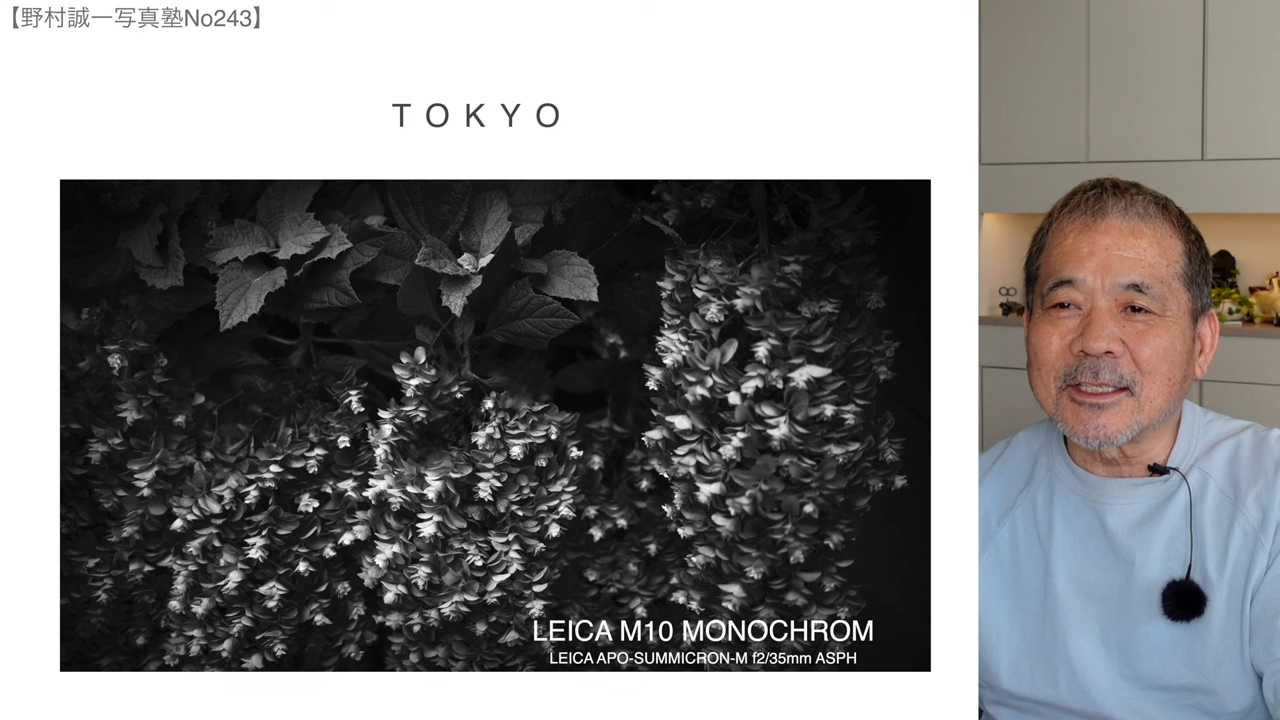 【野村誠一写真塾No243】
TOKYO
LEICA M10 MONOCHROM
LEICA APO-SUMMICRON-M f2/35mm ASPH